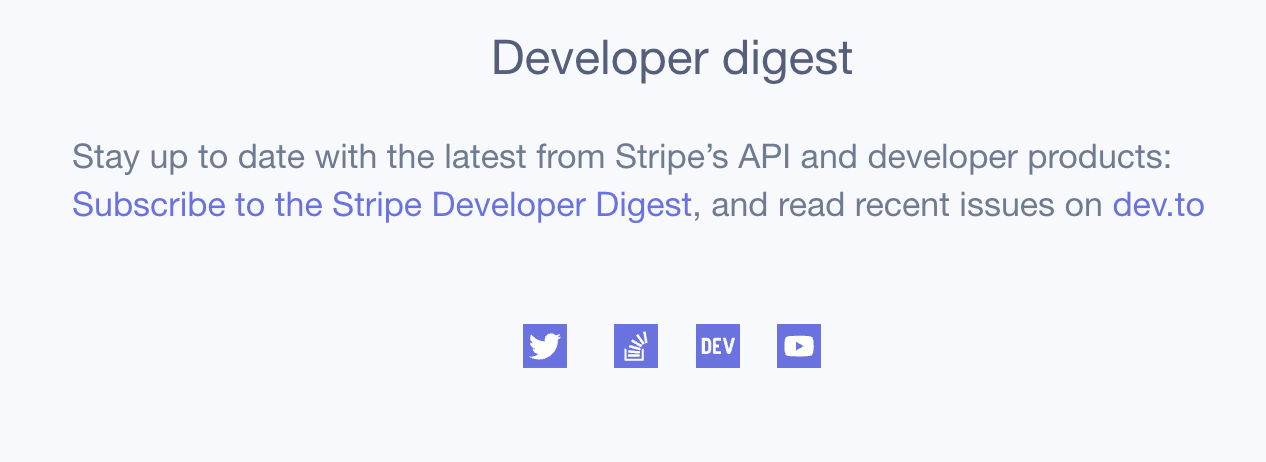 Developer digest
Stay up to date with the latest from Stripe’s API and developer products:
Subscribe to the Stripe Developer Digest, and read recent issues on dev.to
DEV